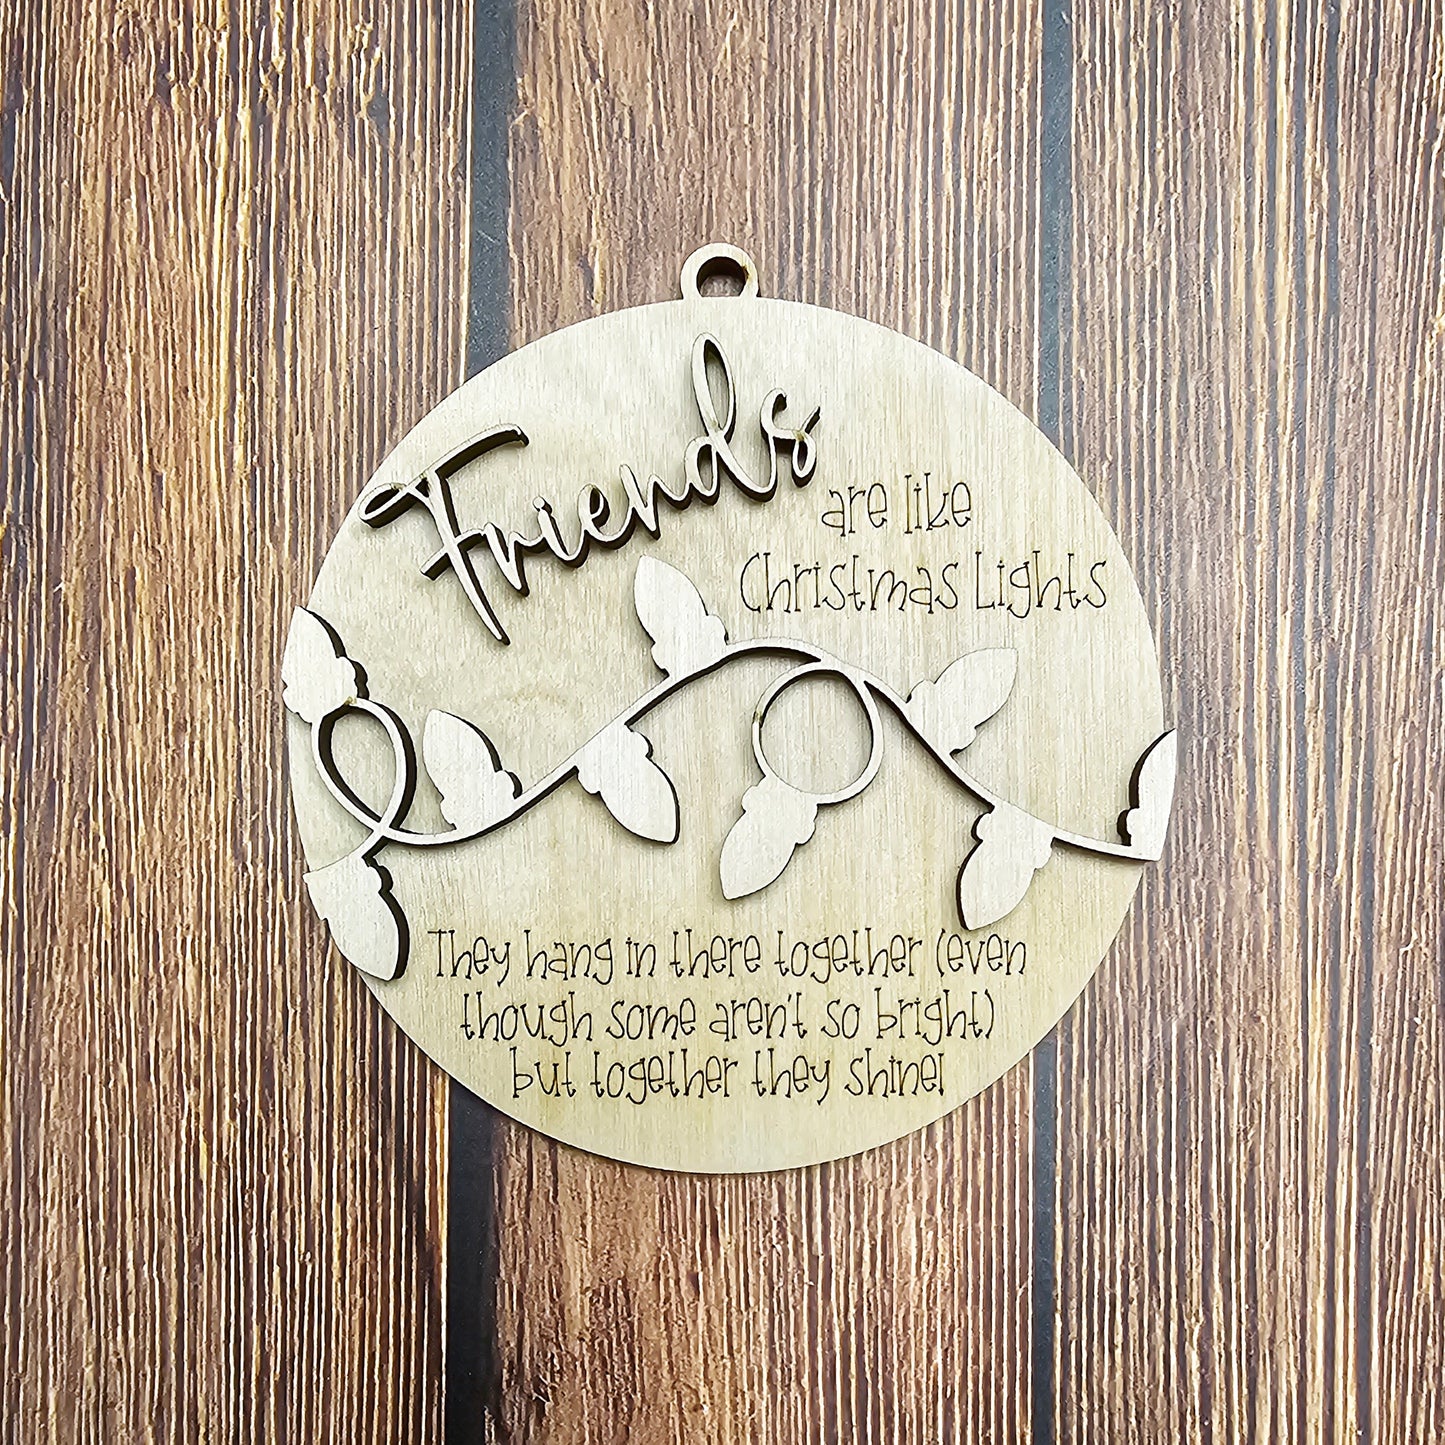 Friends
are like
Christmas Lights
They hang in there together (even
though some aren't so bright)
but together they shine!